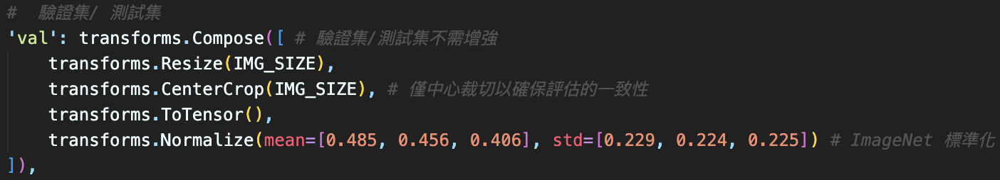 #  驗證集/ 測試集
'val': transforms.Compose([ # 驗證集/測試集不需增強
    transforms.Resize(IMG_SIZE),
    transforms.CenterCrop(IMG_SIZE), # 僅中心裁切以確保評估的一致性
    transforms.ToTensor(),
    transforms.Normalize(mean=[0.485, 0.456, 0.406], std=[0.229, 0.224, 0.225]) # ImageNet 標準化
]),